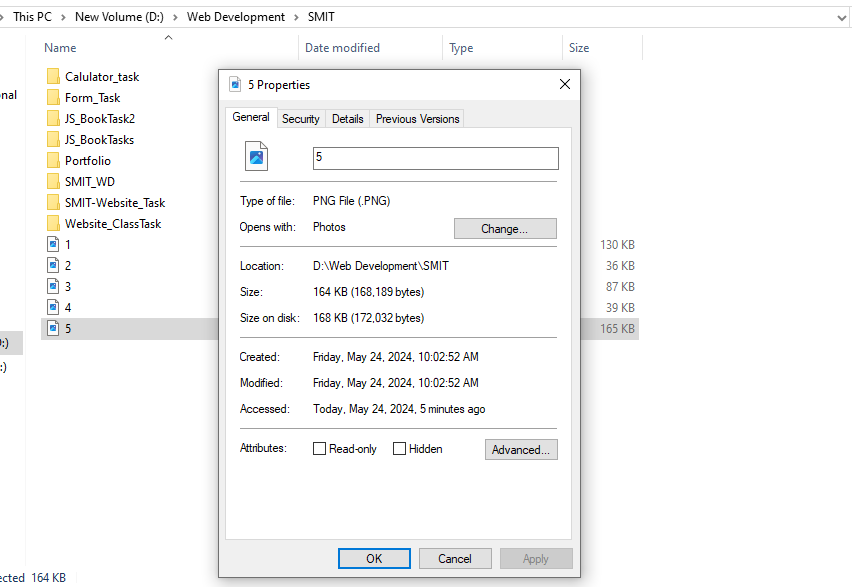 This PC > New Volume (D:) > Web Development > SMIT
Name Date modified Type Size
Calulator_task
Form_Task
JS_BookTask2
JS_BookTasks
Portfolio
SMIT_WD
SMIT-Website_Task
Website_ClassTask
1 130 KB
2 36 KB
3 87 KB
4 39 KB
5 165 KB
nal
):)
:)
ected 164 KB
5 Properties
General Security Details Previous Versions
5
Type of file: PNG File (.PNG)
Opens with: Photos Change...
Location: D:\Web Development\SMIT
Size: 164 KB (168,189 bytes)
Size on disk: 168 KB (172,032 bytes)
Created: Friday, May 24, 2024, 10:02:52 AM
Modified: Friday, May 24, 2024, 10:02:52 AM
Accessed: Today, May 24, 2024, 5 minutes ago
Attributes: Read-only Hidden Advanced...
OK Cancel Apply